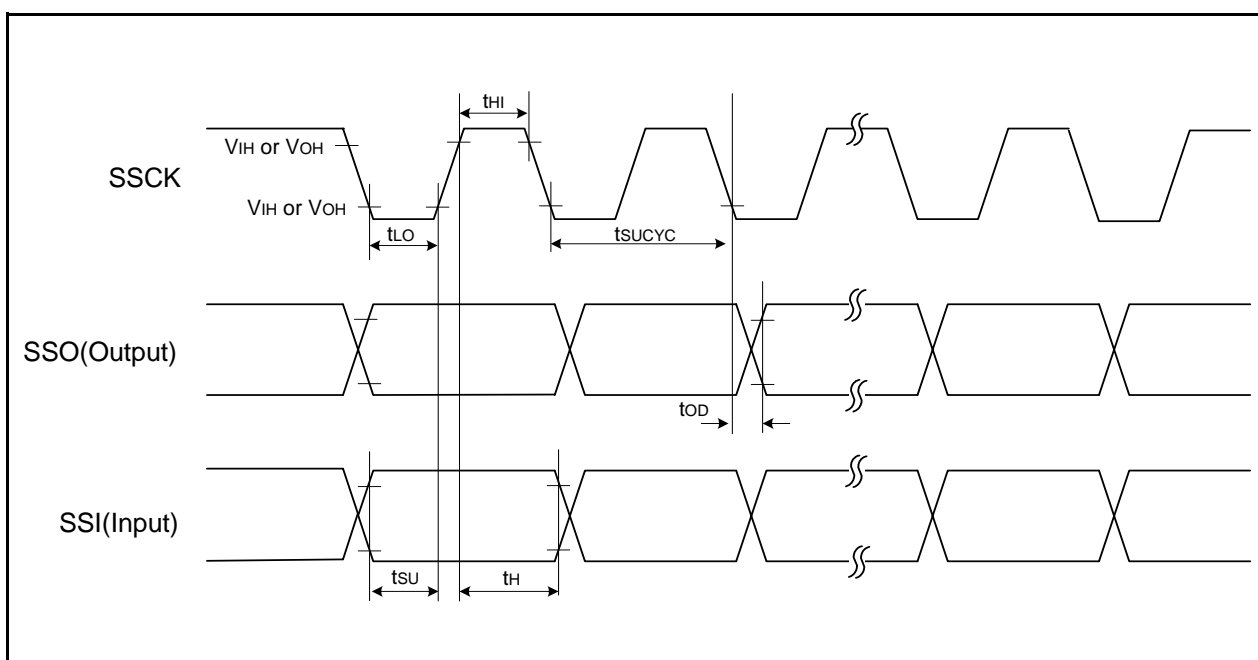 tHI
VIH or VOH
SSCK
VIH or VOH
tLO
tSUCYC
SSO(Output)
tOD
SSI(Input)
tSU
tH